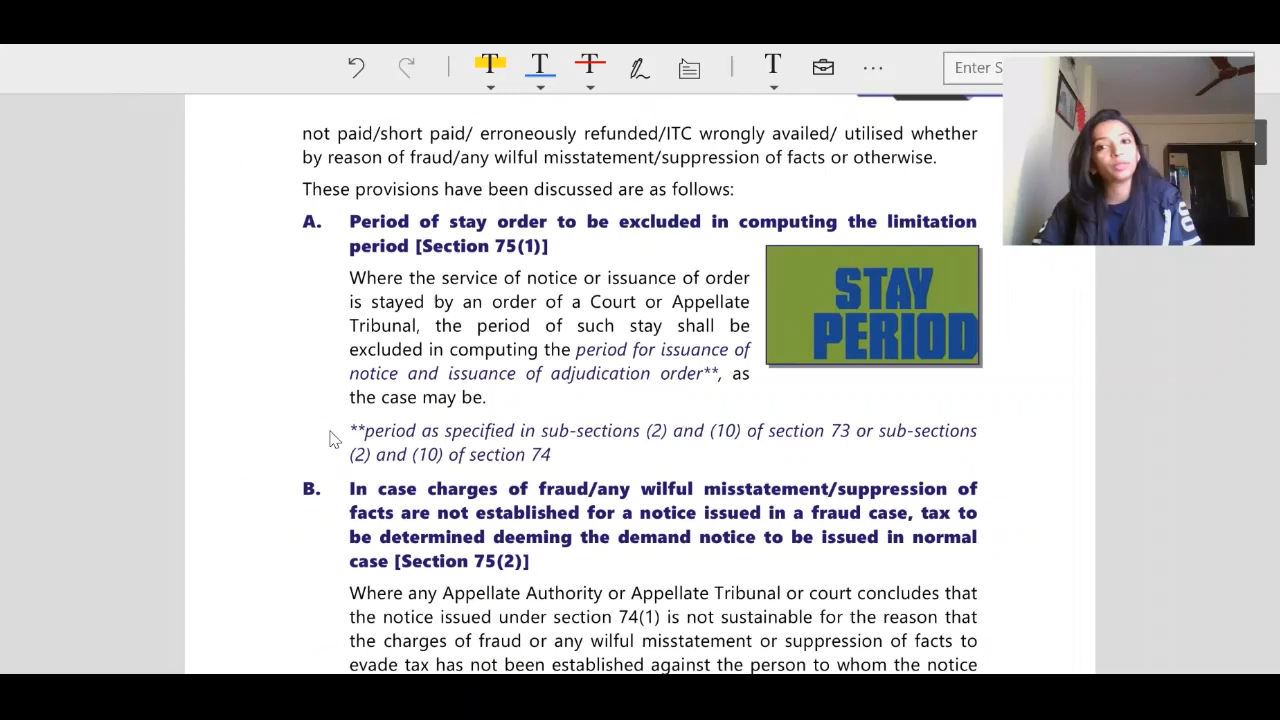 T T T T ...
Enter S
not paid/short paid/ erroneously refunded/ITC wrongly availed/ utilised whether
by reason of fraud/any wilful misstatement/suppression of facts or otherwise.
These provisions have been discussed are as follows:
A. Period of stay order to be excluded in computing the limitation
period [Section 75(1)]
Where the service of notice or issuance of order
is stayed by an order of a Court or Appellate
Tribunal, the period of such stay shall be
excluded in computing the period for issuance of
notice and issuance of adjudication order**, as
the case may be.
STAY
PERIOD
**period as specified in sub-sections (2) and (10) of section 73 or sub-sections
(2) and (10) of section 74
B. In case charges of fraud/any wilful misstatement/suppression of
facts are not established for a notice issued in a fraud case, tax to
be determined deeming the demand notice to be issued in normal
case [Section 75(2)]
Where any Appellate Authority or Appellate Tribunal or court concludes that
the notice issued under section 74(1) is not sustainable for the reason that
the charges of fraud or any wilful misstatement or suppression of facts to
evade tax has not been established against the person to whom the notice